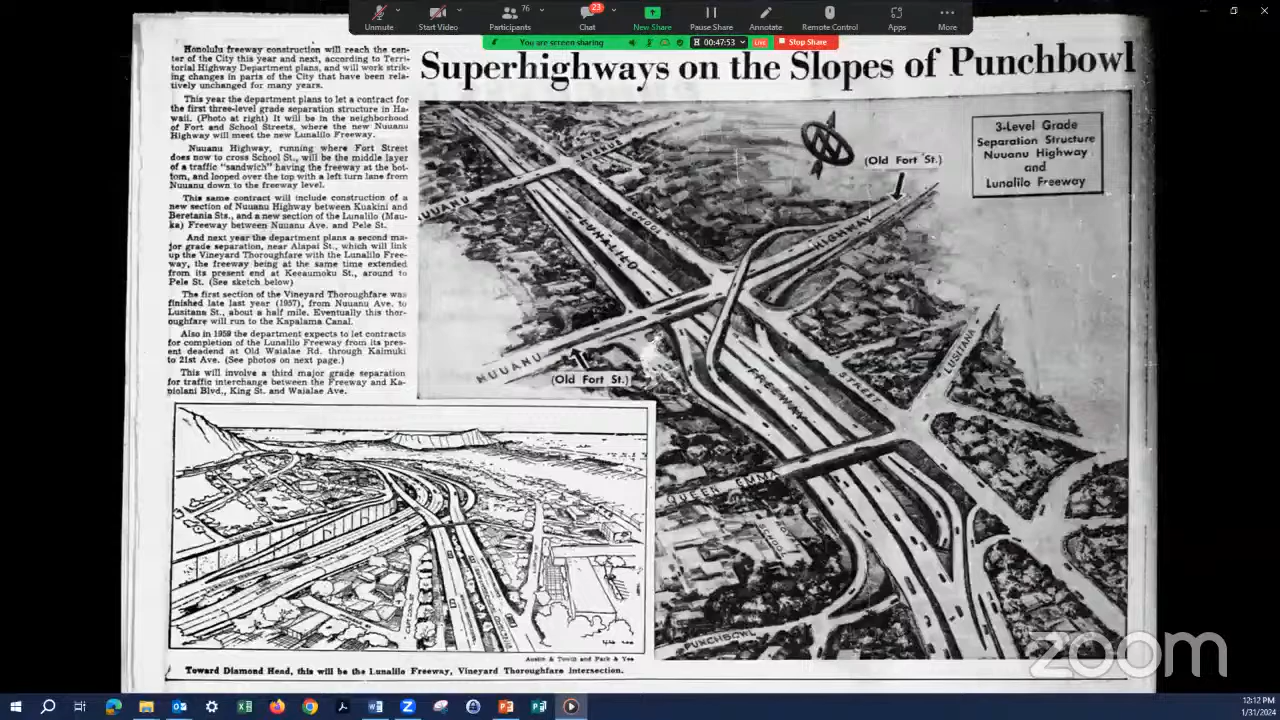 Unmute
Start Video
76
Participants
23
Chat
New Share
Pause Share
Annotate
Remote Control
Apps
More
You are screen sharing
00:47:53
Live
Stop Share
Superhighways on the Slopes of Punchbowl
Honolulu freeway construction will reach the cen-
ter of the City this year and next, according to Terri-
torial Highway Department plans, and will work strik-
ing changes in parts of the City that have been rela-
tively unchanged for many years.
This year the department plans to let a contract for
the first three-level grade separation structure in Ha-
waii. (Photo at right) It will be in the neighborhood
of Fort and School Streets, where the new Nuuanu
Highway will meet the new Lunalilo Freeway.
Nuuanu Highway, running where Fort Street
does now to cross School St., will be the middle layer
of a traffic "sandwich" having the freeway at the bot-
tom, and looped over the top with a left turn lane from
Nuuanu down to the freeway level.
This same contract will include construction of a
new section of Nuuanu Highway between Kuakini and
Beretania Sts., and a new section of the Lunalilo (Mau-
ka) Freeway between Nuuanu Ave. and Pele St.
And next year the department plans a second ma-
jor grade separation, near Alapai St., which will link
up the Vineyard Thoroughfare with the Lunalilo Free-
way, the freeway being at the same time extended
from its present end at Keeaumoku St., around to
Pele St. (See sketch below)
The first section of the Vineyard Thoroughfare was
finished late last year (1957), from Nuuanu Ave. to
Lusitana St., about a half mile. Eventually this thor-
oughfare will run to the Kapalama Canal.
Also in 1959 the department expects to let contracts
for completion of the Lunalilo Freeway from its pres-
ent deadend at Old Waialae Rd. through Kaimuki
to 21st Ave. (See photos on next page.)
This will involve a third major grade separation
for traffic interchange between the Freeway and Ka-
piolani Blvd., King St. and Waialae Ave.
3-Level Grade
Separation Structure
Nuuanu Highway
and
Lunalilo Freeway
(Old Fort St.)
NUUANU
LUNALILO
SCHOOL
HIGHWAY
NUUANU
(Old Fort St.)
FREEWAY
STREET
LUSITANA
QUEEN EMMA
ROYAL
SCHOOL
PUNCHBOWL
Austin & Towill and Park & Yee
Toward Diamond Head, this will be the Lunalilo Freeway, Vineyard Thoroughfare intersection.
zoom
12:12 PM
1/31/2024